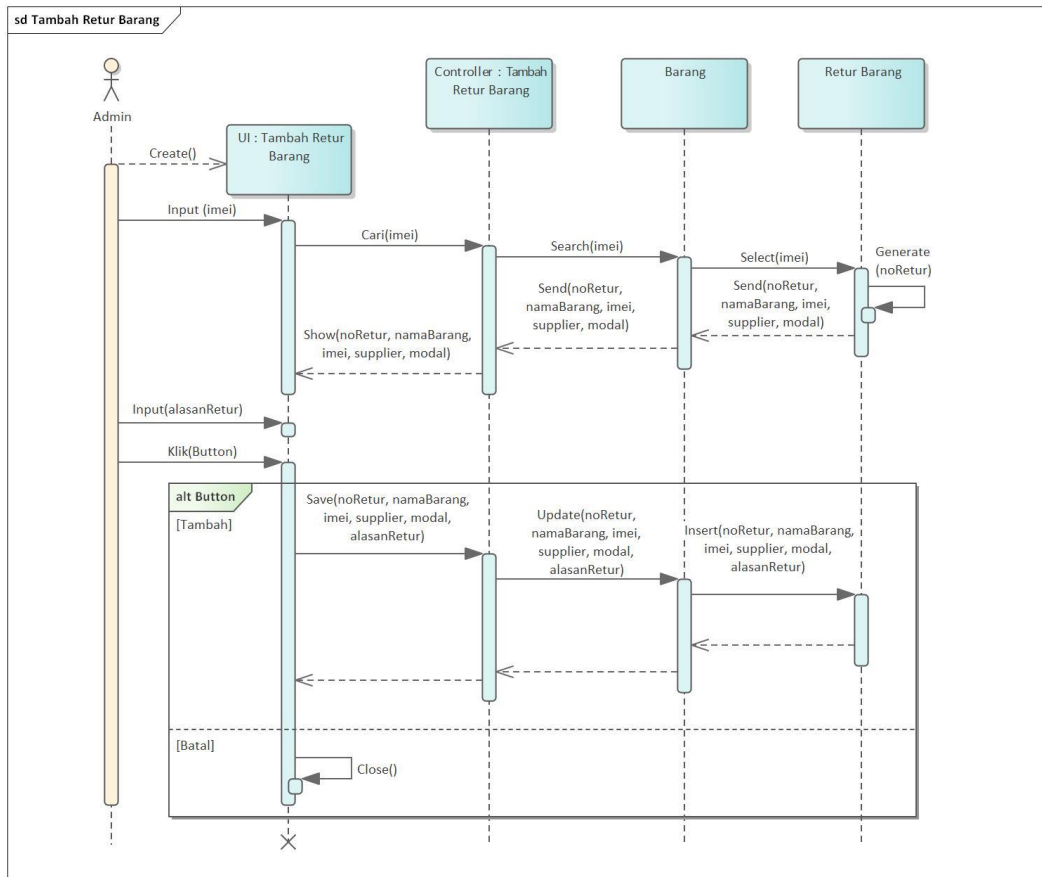 sd Tambah Retur Barang
Admin
UI : Tambah Retur
Barang
Controller : Tambah
Retur Barang
Barang
Retur Barang
Create()
Input (imei)
Cari(imei)
Search(imei)
Select(imei)
Generate
(noRetur)
Send(noRetur,
namaBarang, imei,
supplier, modal)
Send(noRetur,
namaBarang, imei,
supplier, modal)
Show(noRetur, namaBarang,
imei, supplier, modal)
Input(alasanRetur)
Klik(Button)
alt Button
[Tambah]
Save(noRetur, namaBarang,
imei, supplier, modal,
alasanRetur)
Update(noRetur,
namaBarang, imei,
supplier, modal,
alasanRetur)
Insert(noRetur, namaBarang,
imei, supplier, modal,
alasanRetur)
[Batal]
Close()